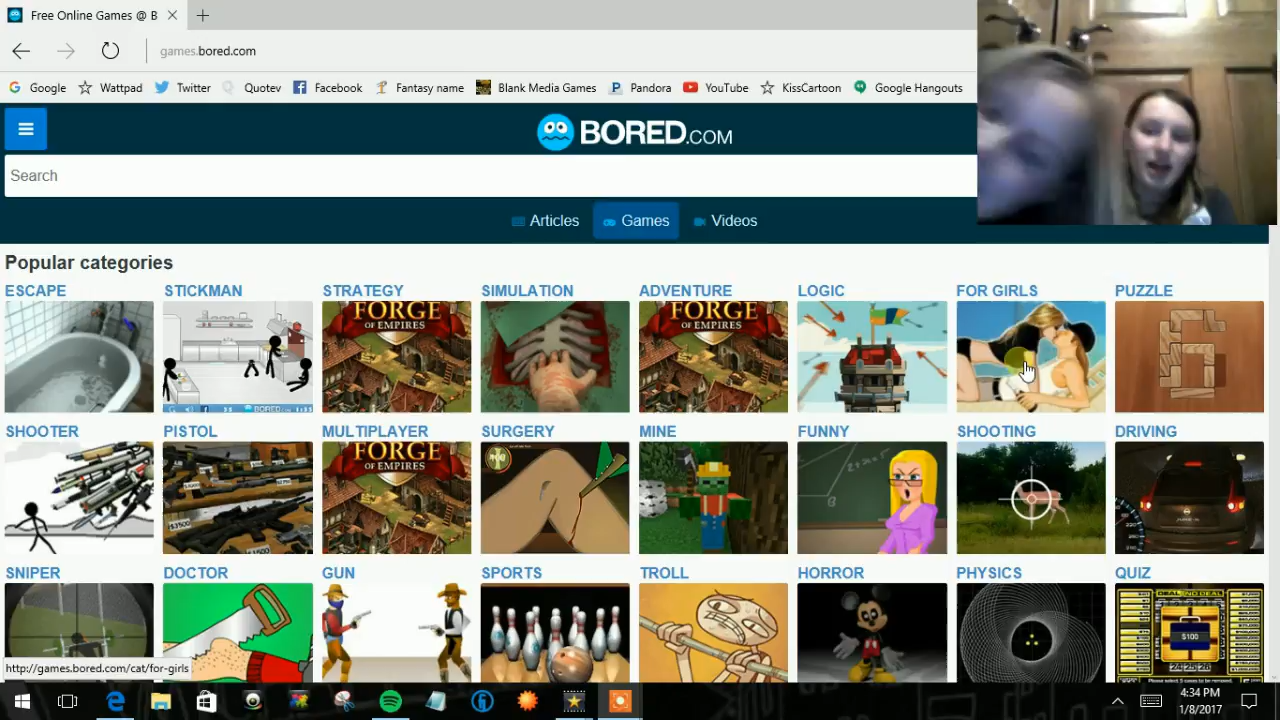 Free Online Games @ B
games.bored.com
Google Wattpad Twitter Quotev Facebook Fantasy name Blank Media Games Pandora YouTube KissCartoon Google Hangouts
BORED.COM
Search
Articles Games Videos
Popular categories
ESCAPE STICKMAN STRATEGY SIMULATION ADVENTURE LOGIC FOR GIRLS PUZZLE
FORGE OF EMPIRES
FORGE OF EMPIRES
SHOOTER PISTOL MULTIPLAYER SURGERY MINE FUNNY SHOOTING DRIVING
FORGE OF EMPIRES
SNIPER DOCTOR GUN SPORTS TROLL HORROR PHYSICS QUIZ
DEAL NO DEAL
$100
http://games.bored.com/cat/for-girls
4:34 PM
1/8/2017